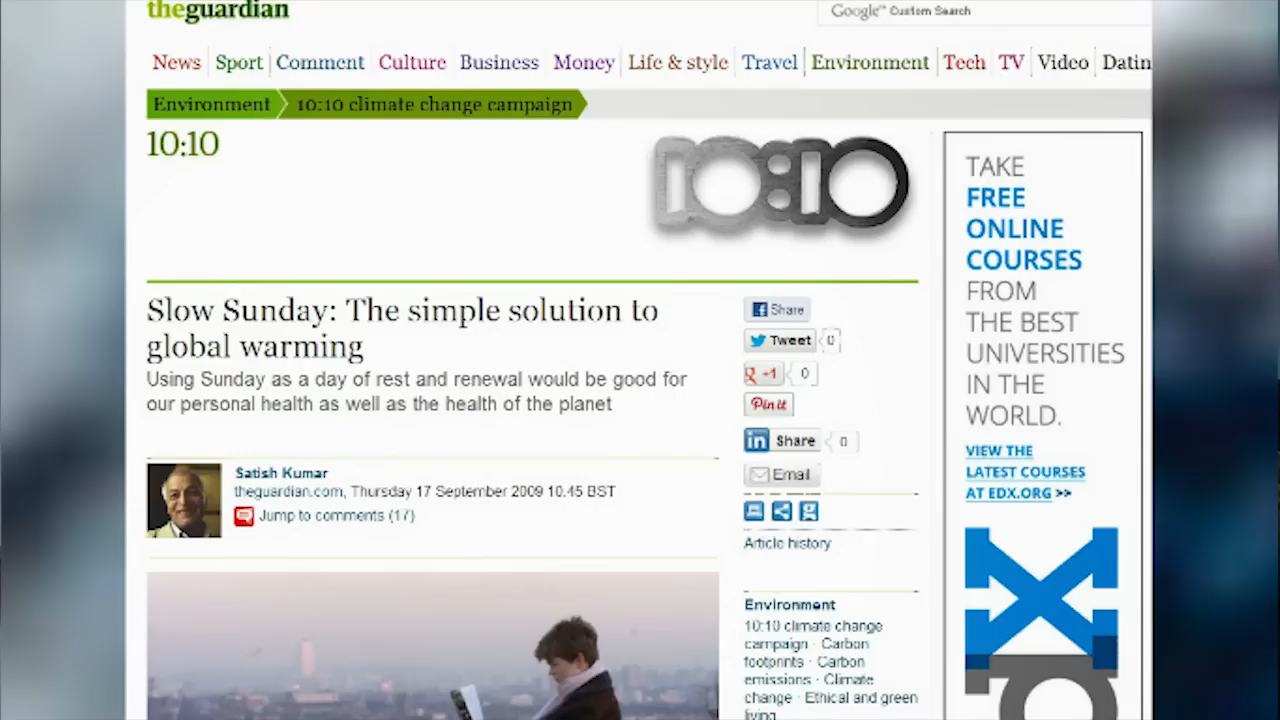 theguardian
Google™ Custom Search
News Sport Comment Culture Business Money Life & style Travel Environment Tech TV Video Datin
Environment 10:10 climate change campaign
10:10
10:10
Slow Sunday: The simple solution to
global warming
Using Sunday as a day of rest and renewal would be good for
our personal health as well as the health of the planet
Satish Kumar
theguardian.com, Thursday 17 September 2009 10.45 BST
Jump to comments (17)
Share
Tweet 0
+1 0
Pin it
in Share 0
Email
Article history
Environment
10:10 climate change
campaign · Carbon
footprints · Carbon
emissions · Climate
change · Ethical and green
living
TAKE
FREE
ONLINE
COURSES
FROM
THE BEST
UNIVERSITIES
IN THE
WORLD.
VIEW THE
LATEST COURSES
AT EDX.ORG >>